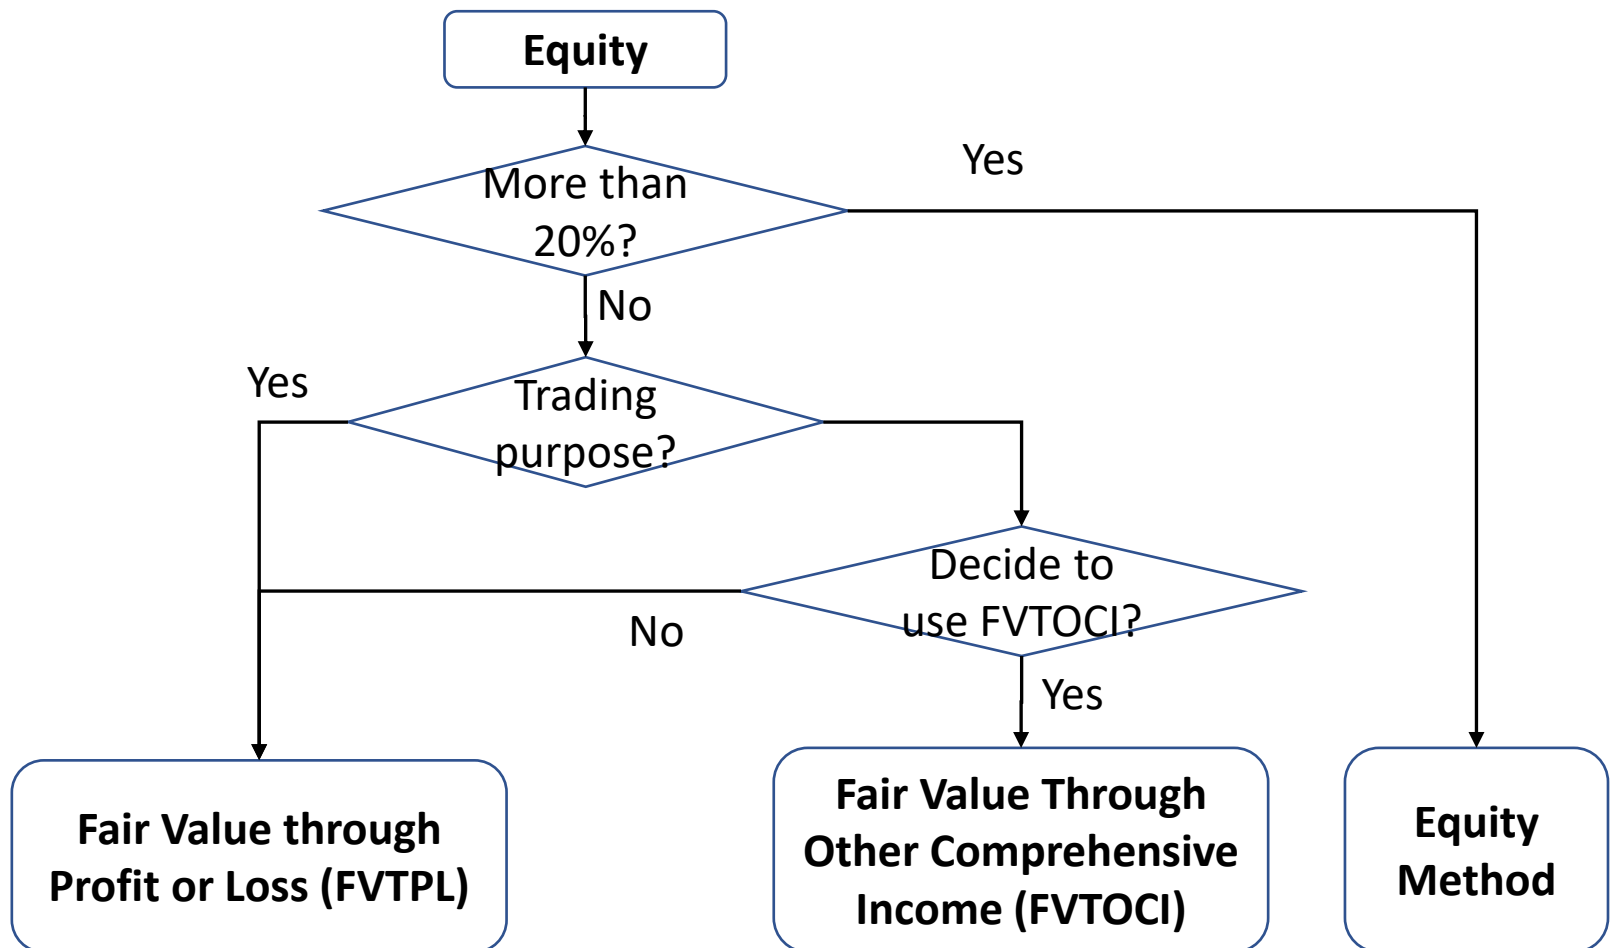 Equity
Yes
More than
20%?
No
Yes
Trading
purpose?
Decide to
use FVTOCI?
No
Yes
Fair Value through
Profit or Loss (FVTPL)
Fair Value Through
Other Comprehensive
Income (FVTOCI)
Equity
Method